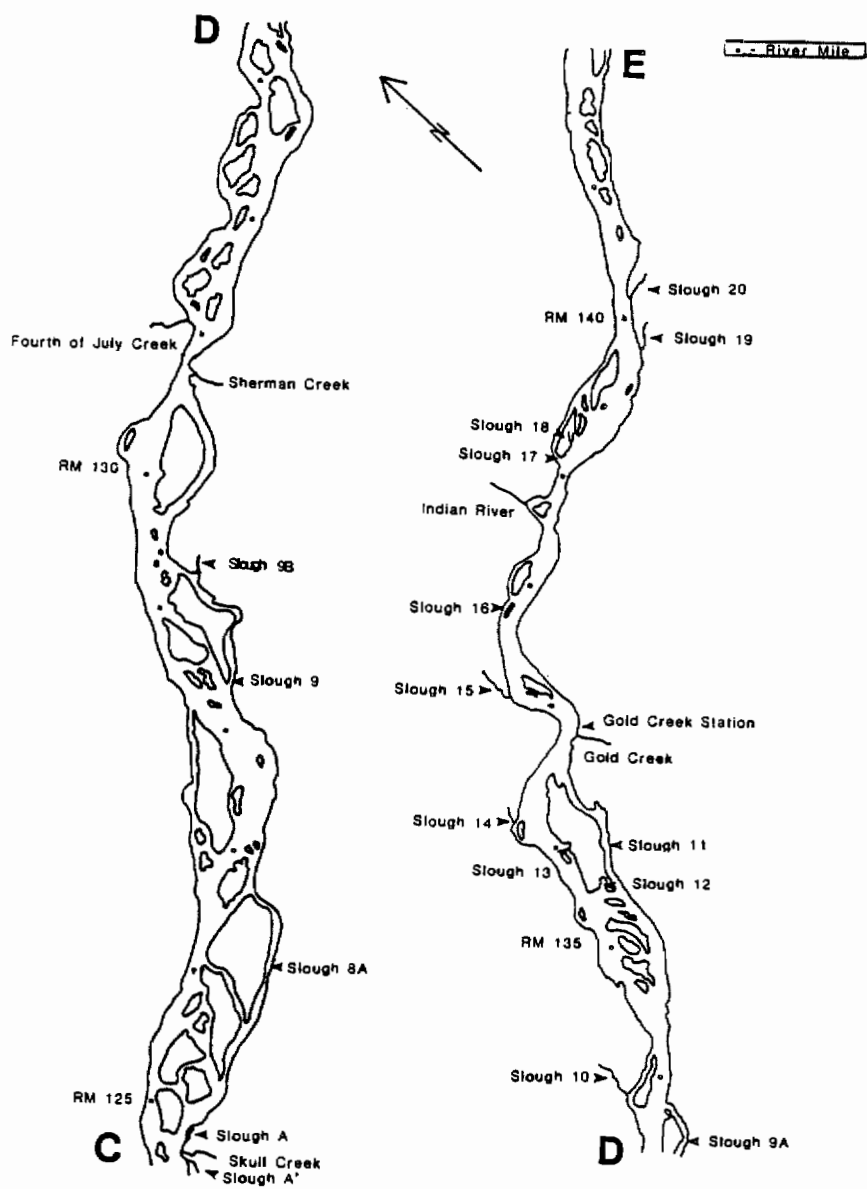 D
E
• - River Mile
Slough 20
RM 140
Slough 19
Fourth of July Creek
Sherman Creek
Slough 18
Slough 17
RM 130
Indian River
Slough 9B
Slough 16
Slough 9
Slough 15
Gold Creek Station
Gold Creek
Slough 14
Slough 11
Slough 13
Slough 12
RM 135
Slough 8A
Slough 10
RM 125
Slough A
C
Skull Creek
Slough A'
D
Slough 9A